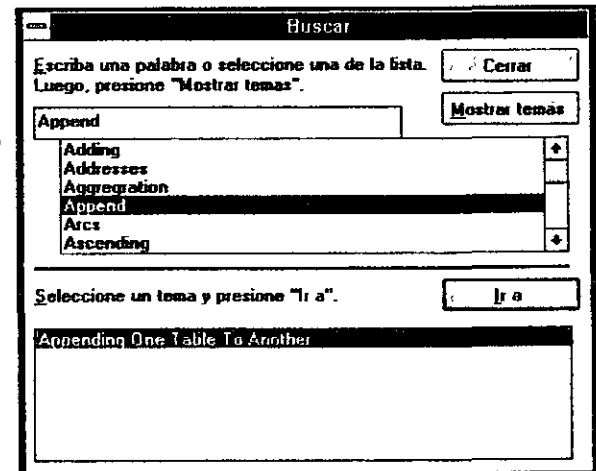 Buscar
Escriba una palabra o seleccione una de la lista.
Luego, presione "Mostrar temas".
Cerrar
Mostrar temas
Append
Adding
Addresses
Aggregration
Append
Arcs
Ascending
Seleccione un tema y presione "Ir a".
Ir a
Appending One Table To Another